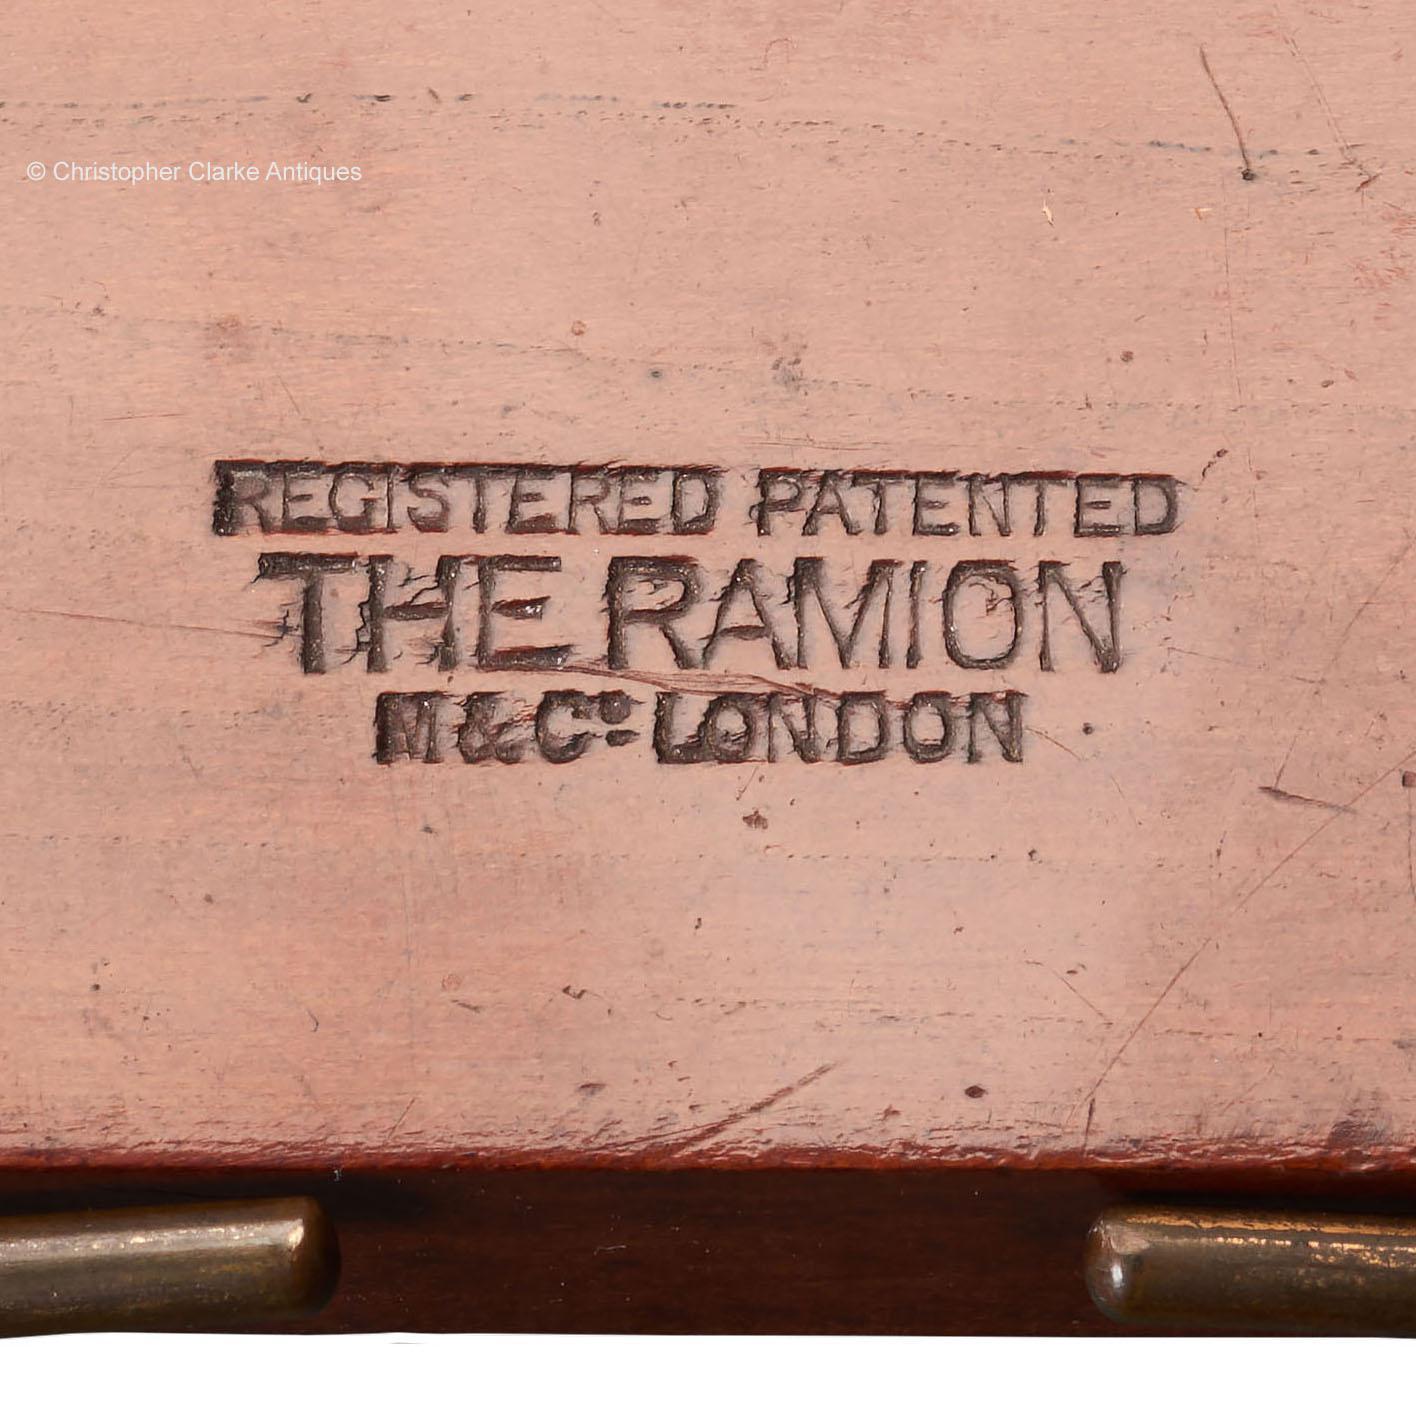 © Christopher Clarke Antiques
REGISTERED PATENTED
THE RAMION
M & Co. LONDON